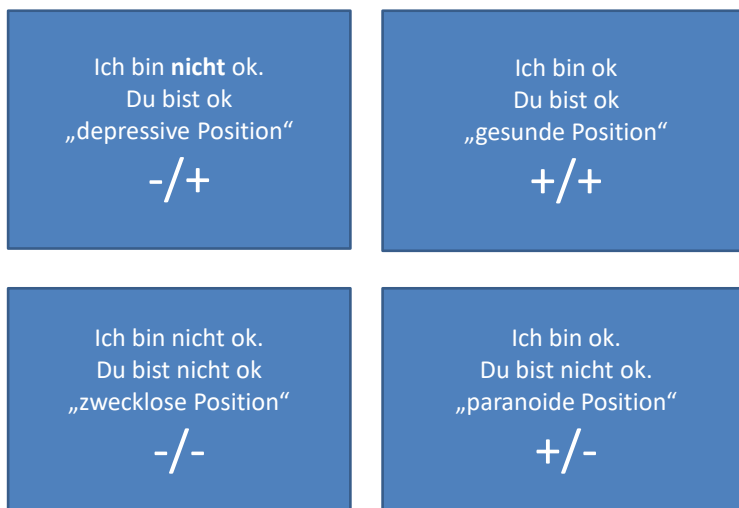 Ich bin nicht ok.
Du bist ok
„depressive Position“
-/+
Ich bin ok
Du bist ok
„gesunde Position“
+/+
Ich bin nicht ok.
Du bist nicht ok
„zwecklose Position“
-/-
Ich bin ok.
Du bist nicht ok.
„paranoide Position“
+/-